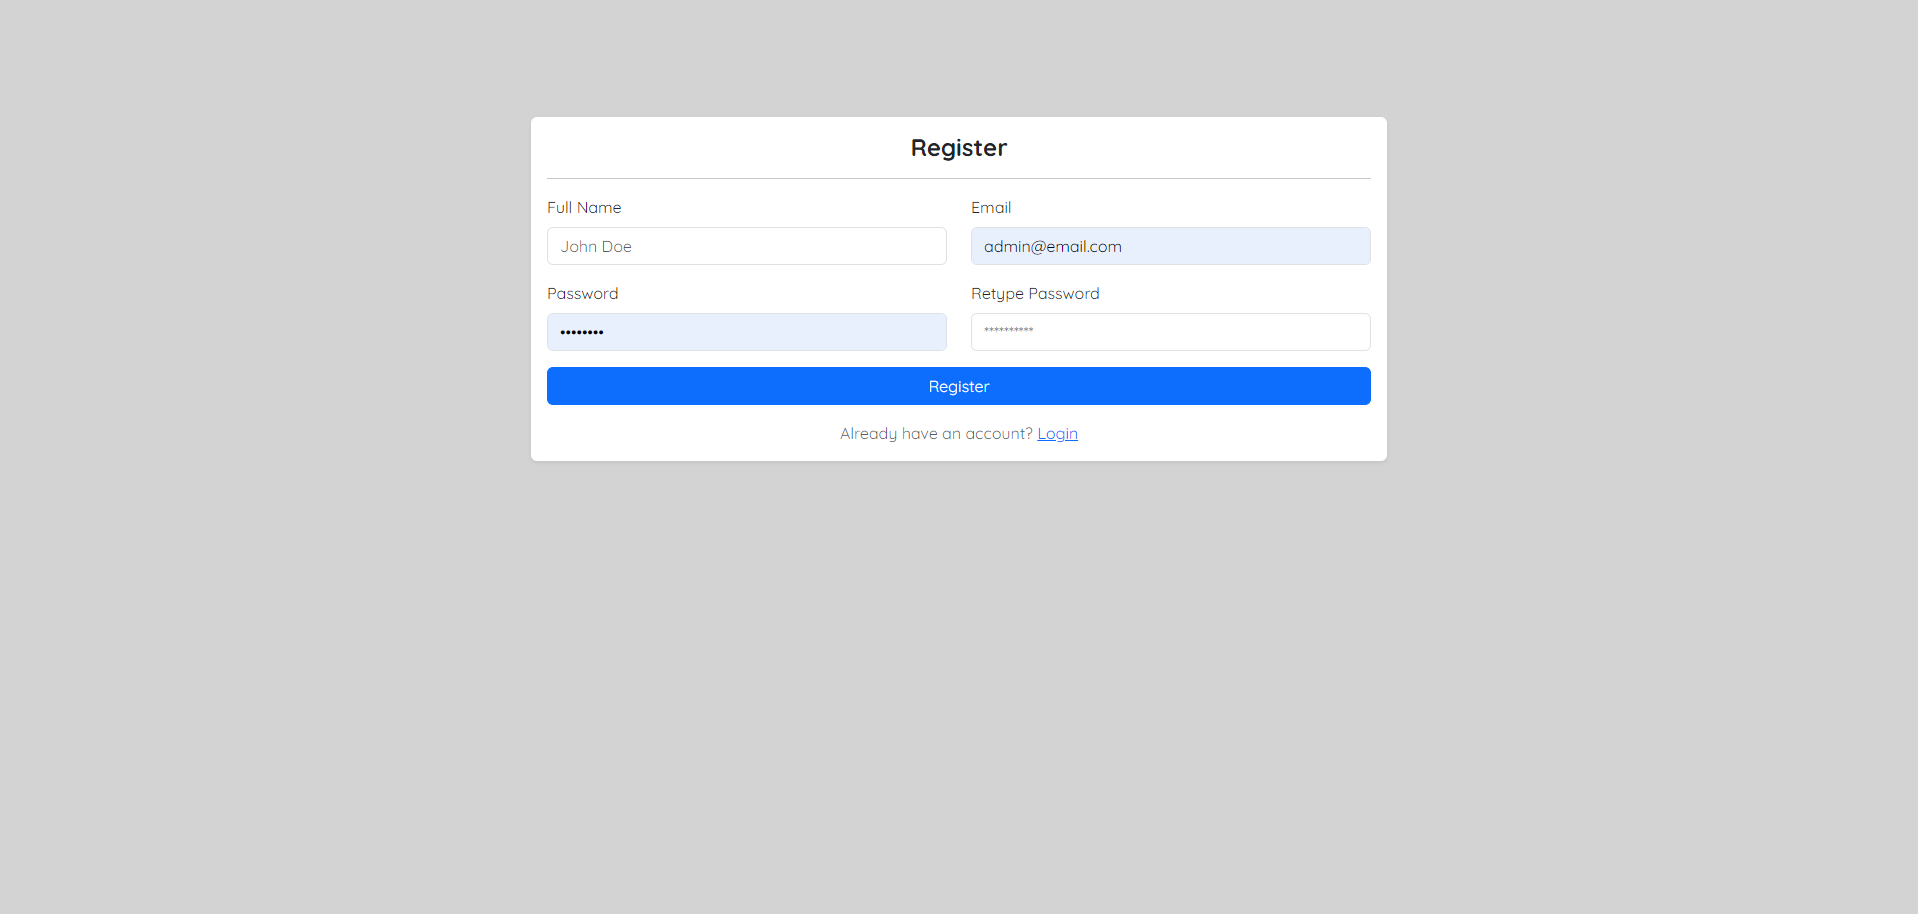 Register
Full Name
Email
John Doe
admin@email.com
Password
Retype Password
••••••••
**********
Register
Already have an account? Login